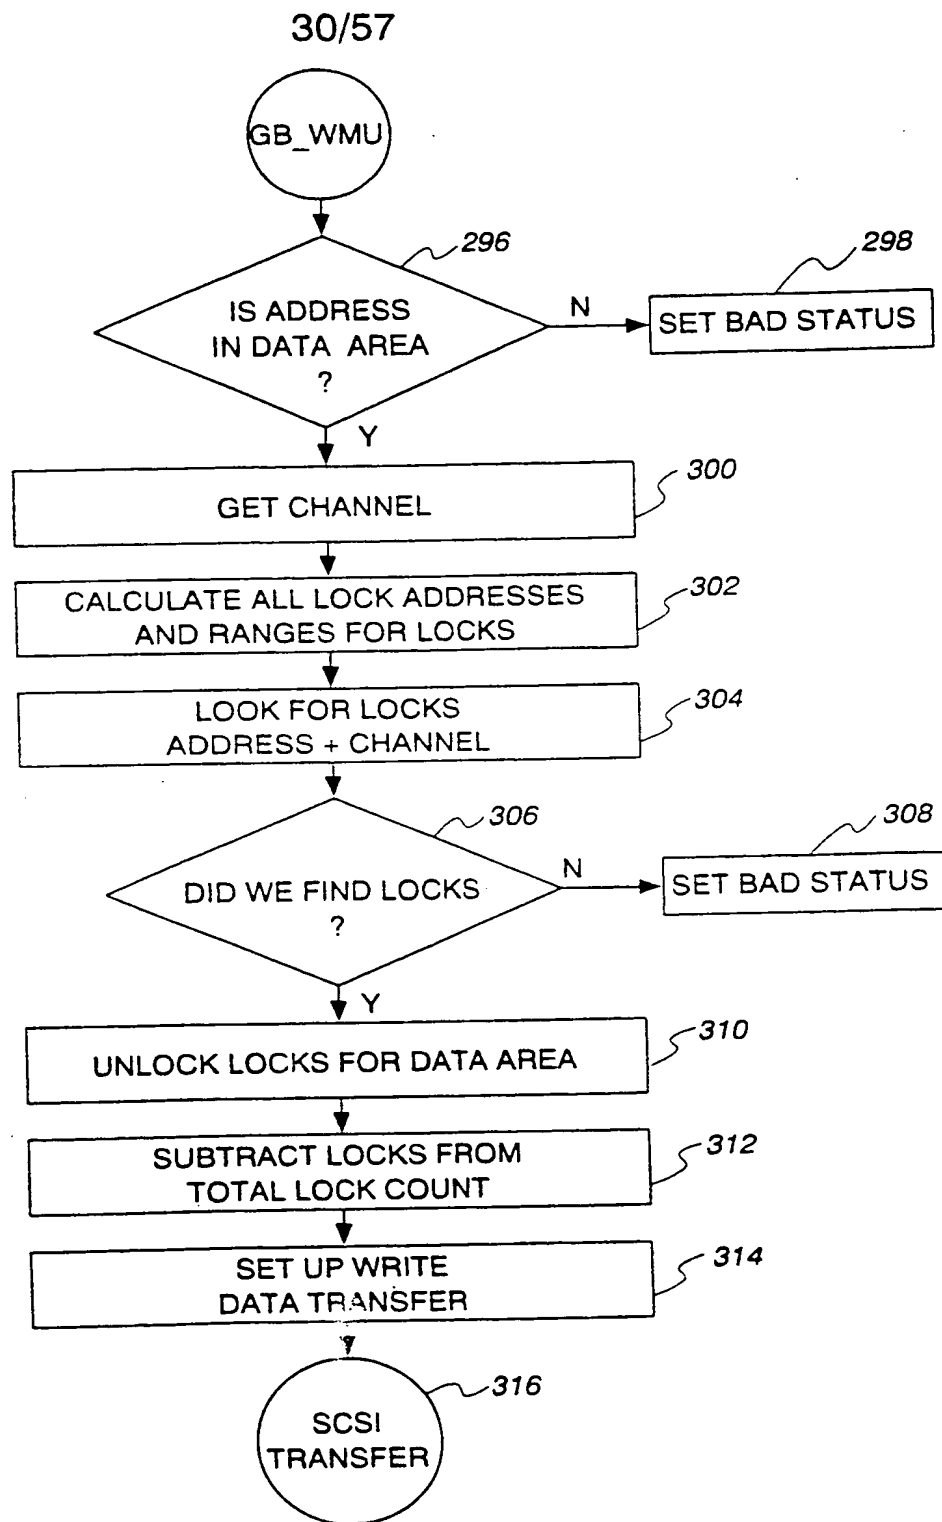 30/57
GB_WMU
296
IS ADDRESS
IN DATA AREA
?
N
298
SET BAD STATUS
Y
300
GET CHANNEL
302
CALCULATE ALL LOCK ADDRESSES
AND RANGES FOR LOCKS
304
LOOK FOR LOCKS
ADDRESS + CHANNEL
306
DID WE FIND LOCKS
?
N
308
SET BAD STATUS
Y
310
UNLOCK LOCKS FOR DATA AREA
312
SUBTRACT LOCKS FROM
TOTAL LOCK COUNT
314
SET UP WRITE
DATA TRANSFER
316
SCSI
TRANSFER